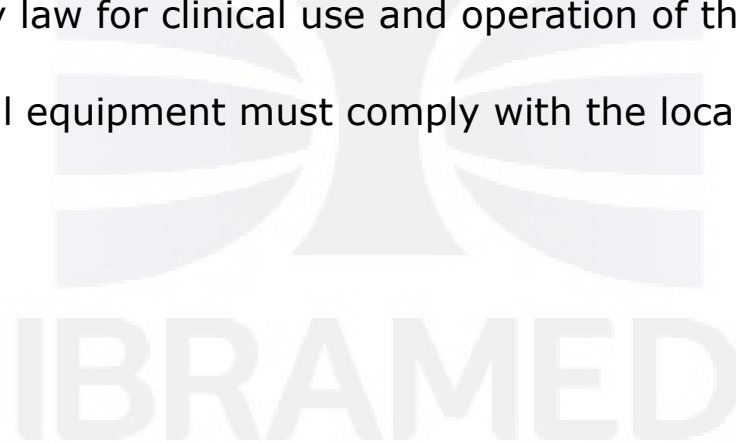 y law for clinical use and operation of th
l equipment must comply with the loca
IBRAMED